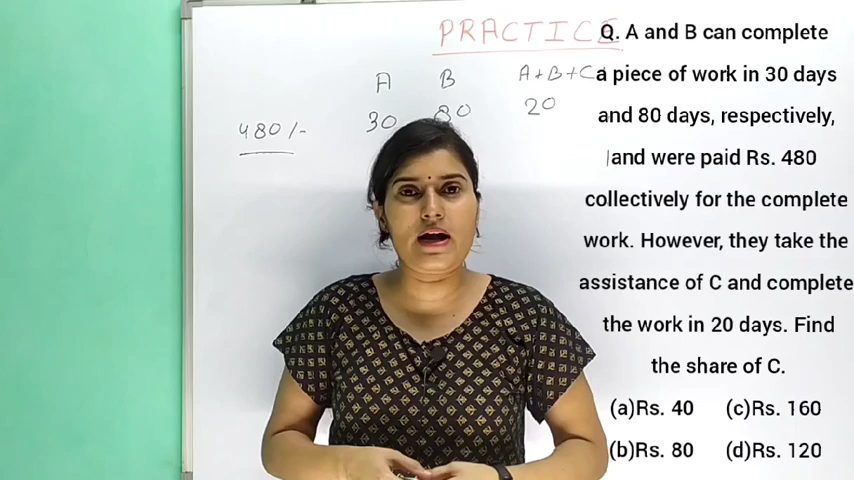 PRACTICE
A B A+B+C
480/- 30 80 20
Q. A and B can complete
a piece of work in 30 days
and 80 days, respectively,
and were paid Rs. 480
collectively for the complete
work. However, they take the
assistance of C and complete
the work in 20 days. Find
the share of C.
(a)Rs. 40 (c)Rs. 160
(b)Rs. 80 (d)Rs. 120